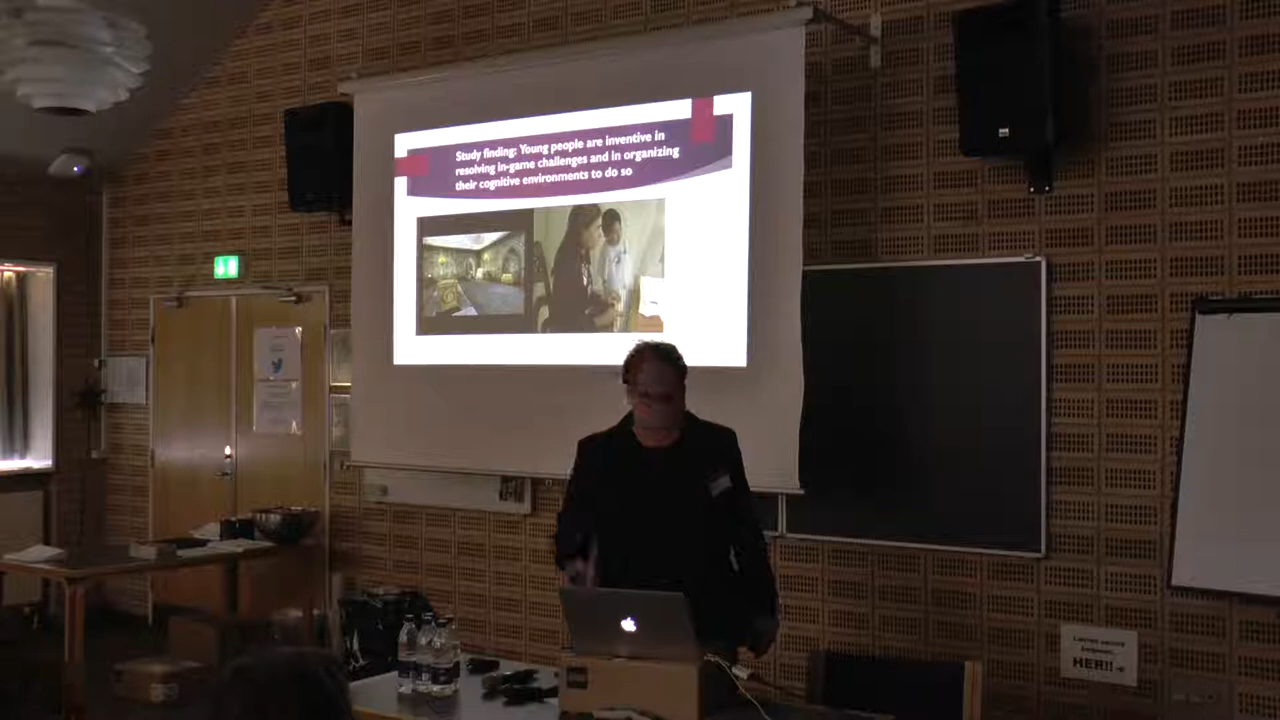 Study finding: Young people are inventive in
resolving in-game challenges and in organizing
their cognitive environments to do so
HER!!